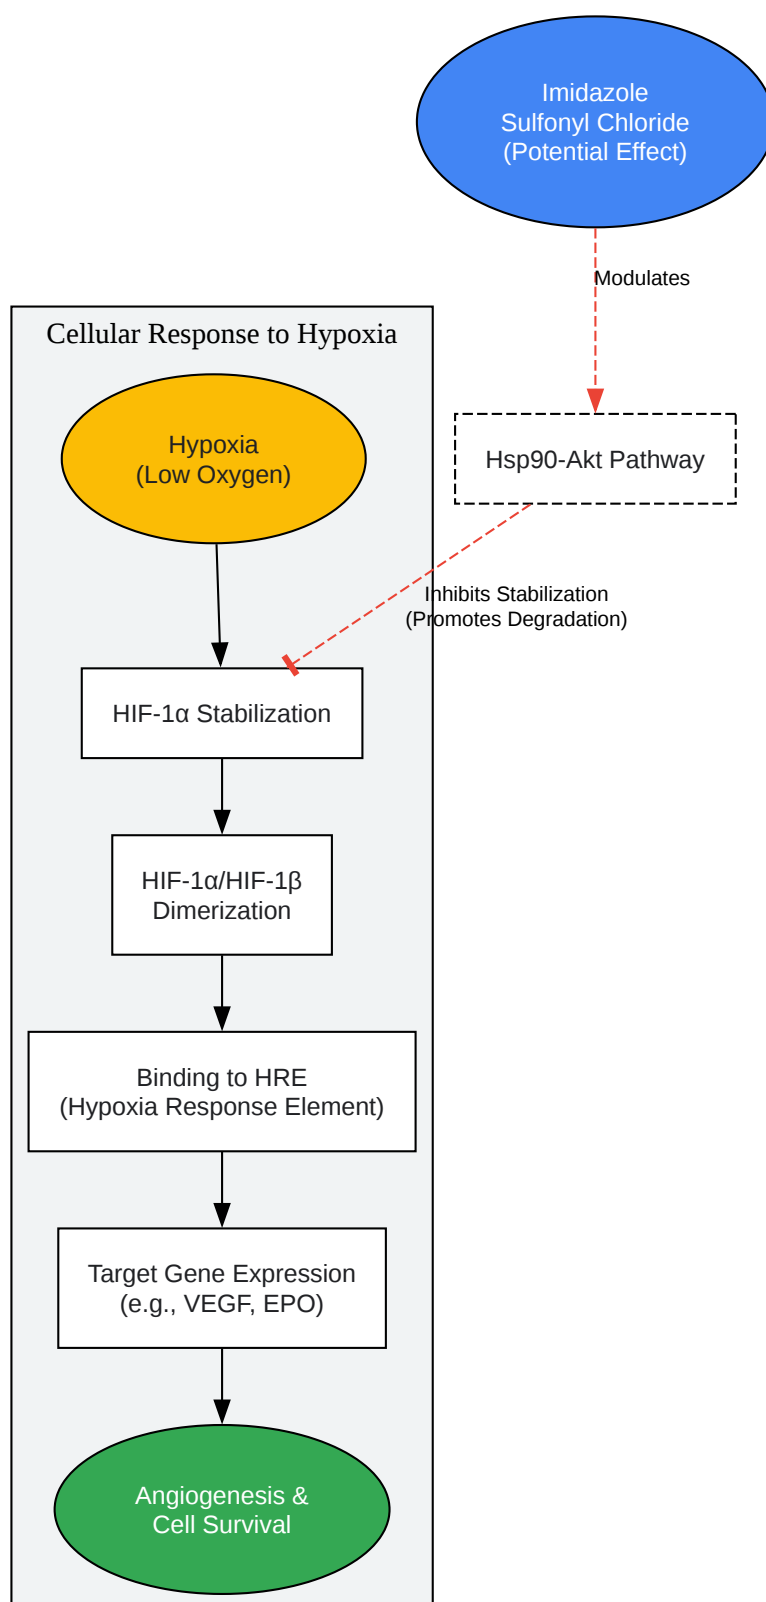 Imidazole
Sulfonyl Chloride
(Potential Effect)
Modulates
Cellular Response to Hypoxia
Hypoxia
(Low Oxygen)
Hsp90-Akt Pathway
Inhibits Stabilization
(Promotes Degradation)
HIF-1α Stabilization
HIF-1α/HIF-1β
Dimerization
Binding to HRE
(Hypoxia Response Element)
Target Gene Expression
(e.g., VEGF, EPO)
Angiogenesis &
Cell Survival